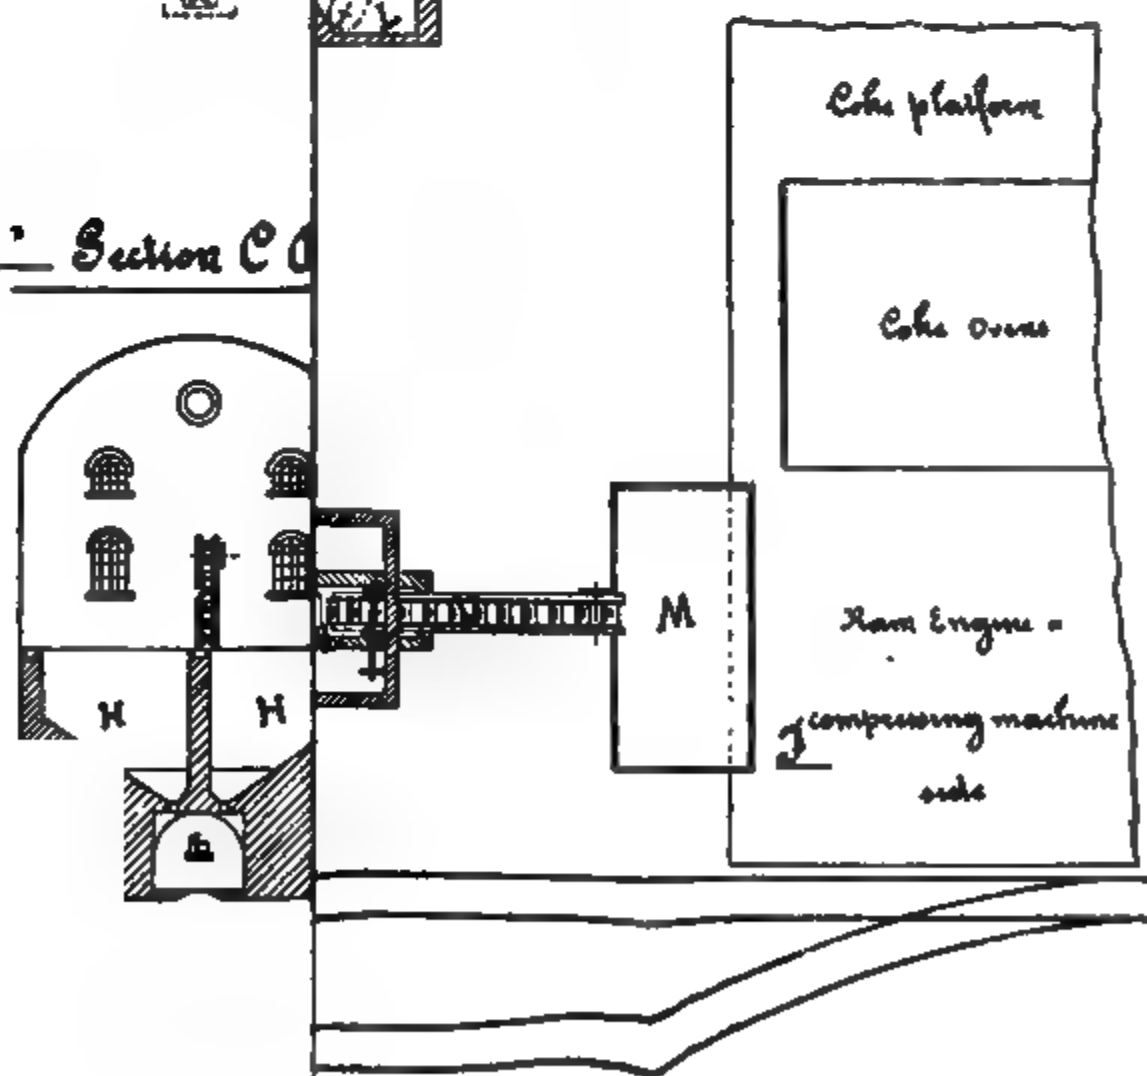 Section C
Coke platform
Coke Ovens
M
Ram Engine
compressing machine
side
H H